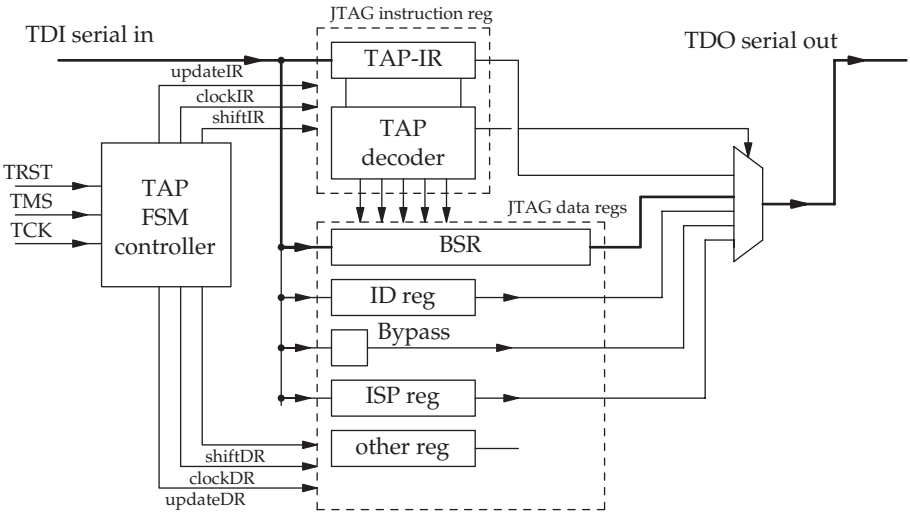 JTAG instruction reg
TDI serial in
TDO serial out
TAP-IR
updateIR
clockIR
shiftIR
TAP
decoder
TRST
TMS
TCK
TAP
FSM
controller
JTAG data regs
BSR
ID reg
Bypass
ISP reg
other reg
shiftDR
clockDR
updateDR